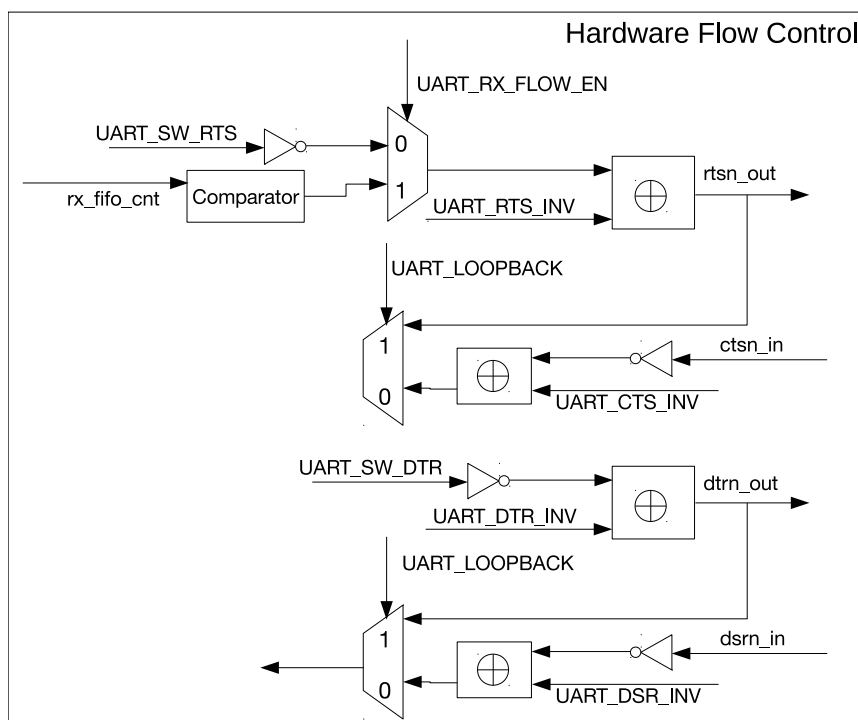 Hardware Flow Control
UART_RX_FLOW_EN
UART_SW_RTS
0
rtsn_out
1
Comparator
rx_fifo_cnt
UART_RTS_INV
UART_LOOPBACK
1
ctsn_in
0
UART_CTS_INV
UART_SW_DTR
dtrn_out
UART_DTR_INV
UART_LOOPBACK
1
dsrn_in
0
UART_DSR_INV